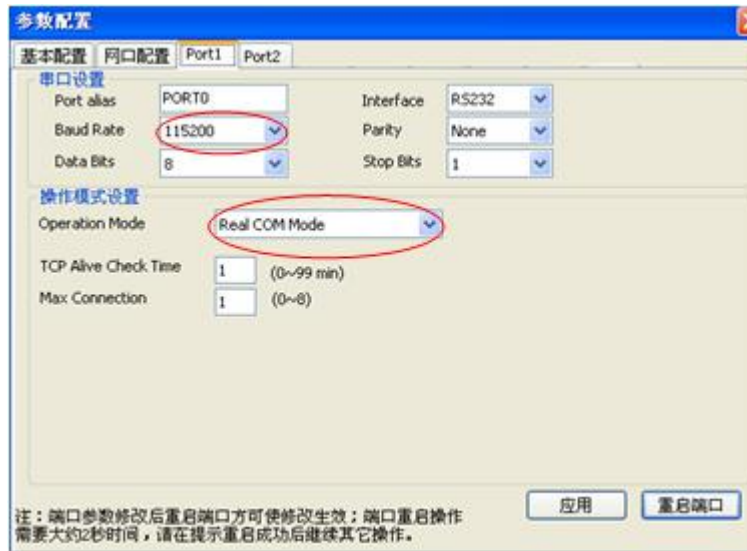 参数配置
基本配置 网口配置 Port1 Port2
串口设置
Port alias PORT0 Interface RS232
Baud Rate 115200 Parity None
Data Bits 8 Stop Bits 1
操作模式设置
Operation Mode Real COM Mode
TCP Alive Check Time 1 (0~99 min)
Max Connection 1 (0~8)
应用 重启端口
注：端口参数修改后重启端口方可使修改生效；端口重启操作
需要大约2秒时间，请在提示重启成功后继续其它操作。